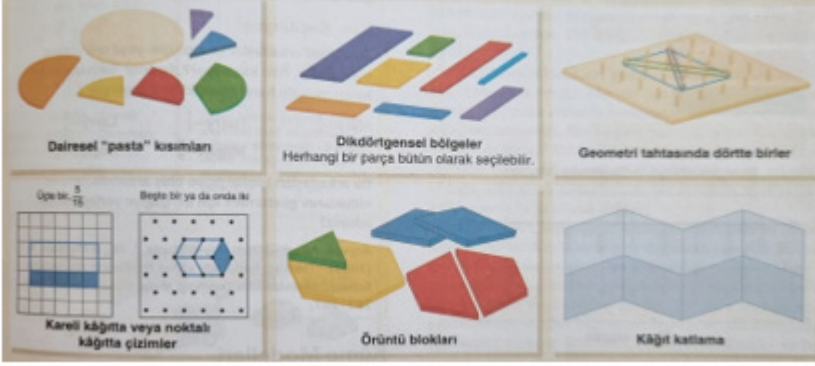 Dairesel "pasta" kısımları
Dikdörtgensel bölgeler
Herhangi bir parça bütün olarak seçilebilir.
Geometri tahtasında dörtte birler
Üçte bir, 5/15
Beşte bir ya da onda iki
Kareli kâğıtta veya noktalı
kâğıtta çizimler
Örüntü blokları
Kâğıt katlama